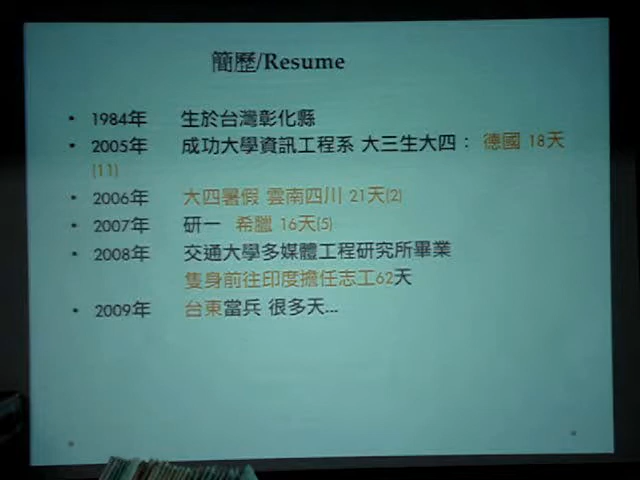 簡歷/Resume
• 1984年 生於台灣彰化縣
• 2005年 成功大學資訊工程系 大三生大四： 德國 18天
(11)
• 2006年 大四暑假 雲南四川 21天(2)
• 2007年 研一 希臘 16天(5)
• 2008年 交通大學多媒體工程研究所畢業
隻身前往印度擔任志工62天
• 2009年 台東當兵 很多天...